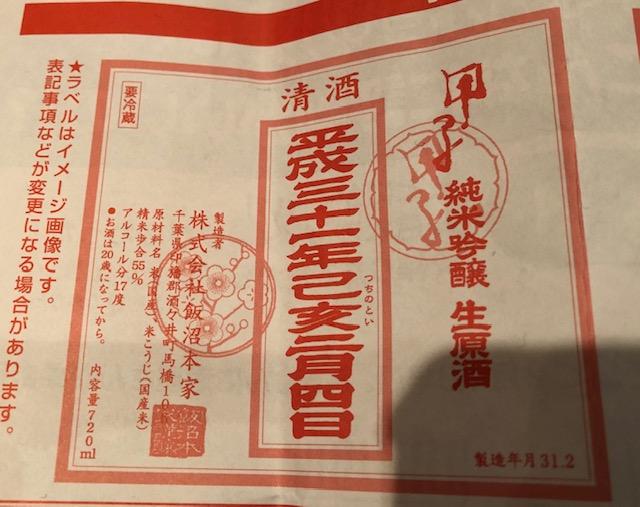 甲子
甲子
純米吟醸 生原酒
製造年月31.2
清酒
平成三十一年己亥二月四日
つちのとい
製造者
株式会社飯沼本家
千葉県印旛郡酒々井町馬橋10
原材料名 米(国産) 米こうじ(国産米)
精米歩合55%
アルコール分17度
●お酒は20歳になってから。
内容量720ml
要冷蔵
★ラベルはイメージ画像です。
表記事項などが変更になる場合があります。